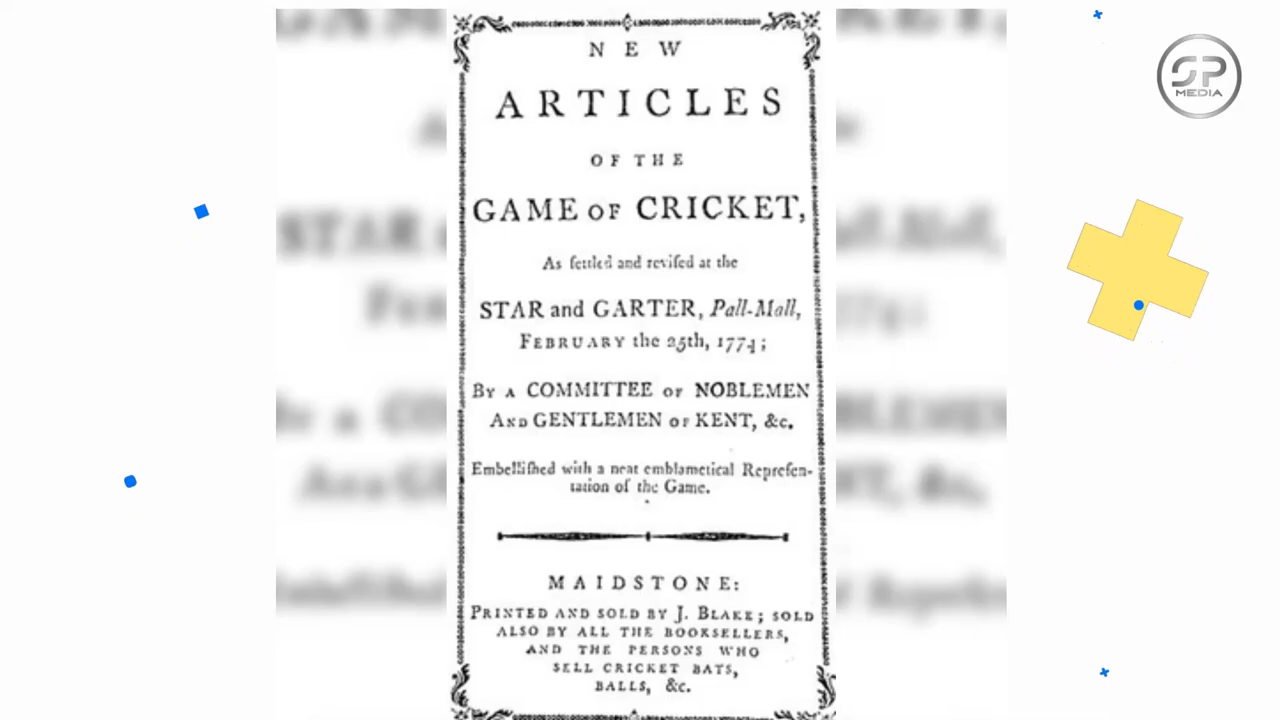 NEW
ARTICLES
OF THE
GAME OF CRICKET,
As ſettled and reviſed at the
STAR and GARTER, Pall-Mall,
FEBRUARY the 25th, 1774;
BY A COMMITTEE OF NOBLEMEN
AND GENTLEMEN OF KENT, &c.
Embelliſhed with a neat emblametical Repreſen-
tation of the Game.
MAIDSTONE:
PRINTED AND SOLD BY J. BLAKE; SOLD
ALSO BY ALL THE BOOKSELLERS,
AND THE PERSONS WHO
SELL CRICKET BATS,
BALLS, &c.
SP
MEDIA